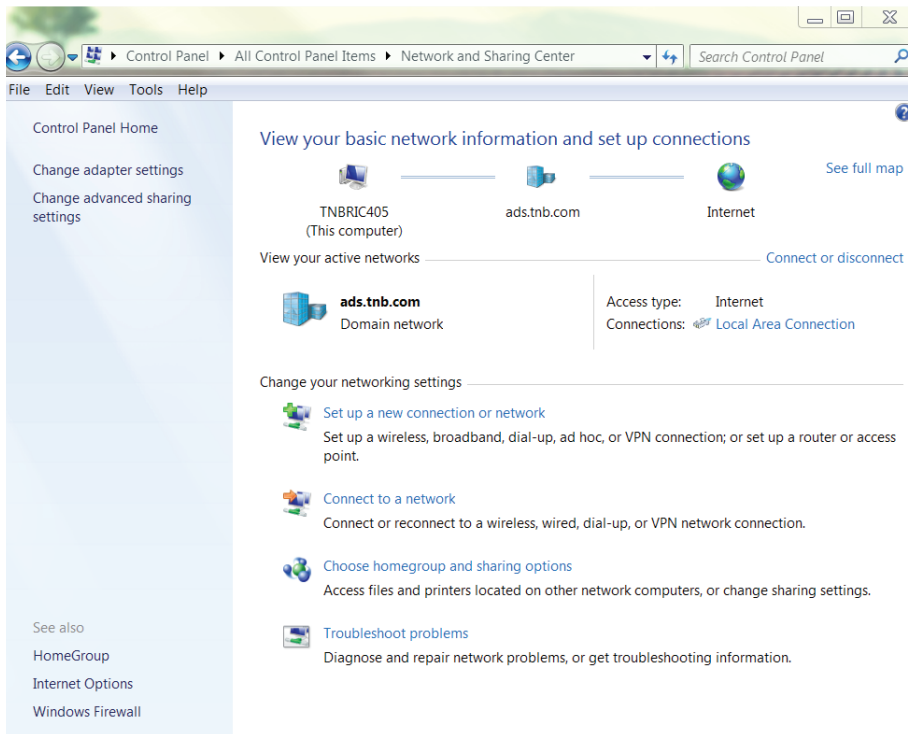 Control Panel All Control Panel Items Network and Sharing Center Search Control Panel
File Edit View Tools Help
Control Panel Home
Change adapter settings
Change advanced sharing
settings
See also
HomeGroup
Internet Options
Windows Firewall
View your basic network information and set up connections
See full map
TNBRIC405
(This computer)
ads.tnb.com
Internet
View your active networks
Connect or disconnect
ads.tnb.com
Domain network
Access type: Internet
Connections: Local Area Connection
Change your networking settings
Set up a new connection or network
Set up a wireless, broadband, dial-up, ad hoc, or VPN connection; or set up a router or access
point.
Connect to a network
Connect or reconnect to a wireless, wired, dial-up, or VPN network connection.
Choose homegroup and sharing options
Access files and printers located on other network computers, or change sharing settings.
Troubleshoot problems
Diagnose and repair network problems, or get troubleshooting information.